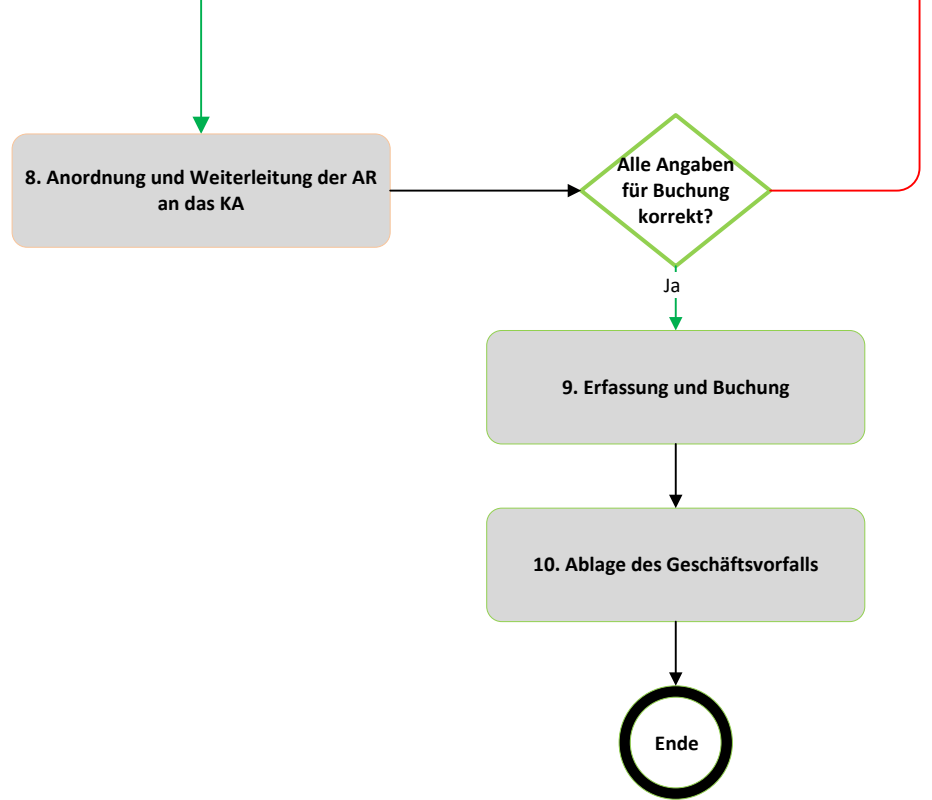 8. Anordnung und Weiterleitung der AR
an das KA
Alle Angaben
für Buchung
korrekt?
Ja
9. Erfassung und Buchung
10. Ablage des Geschäftsvorfalls
Ende